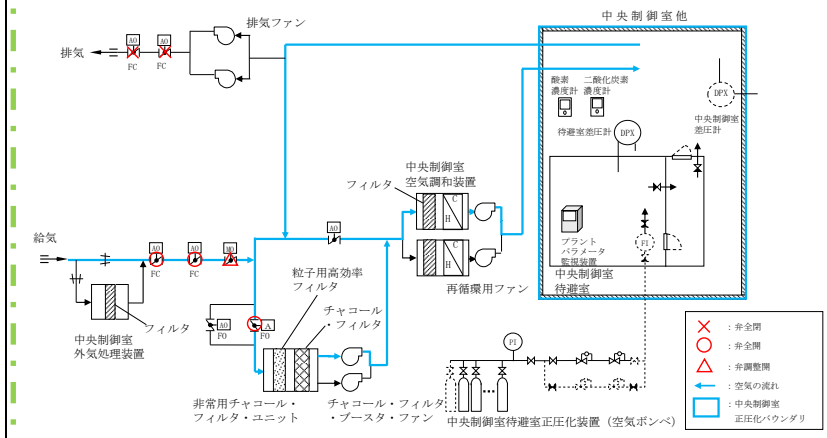 中央制御室他
排気ファン
AO
AO
排気
FC
FC
酸素
濃度計
二酸化炭素
濃度計
DPX
中央制御室
差圧計
待避室差圧計
DPX
中央制御室
空気調和装置
フィルタ
C
H
C
H
再循環用ファン
AO
給気
AO
AO
MO
FC
FC
フィルタ
中央制御室
外気処理装置
粒子用高効率
フィルタ
チャコール
・フィルタ
AO
FO
A
FO
非常用チャコール・
フィルタ・ユニット
チャコール・フィルタ
・ブースタ・ファン
プラント
パラメータ
監視装置
FI
中央制御室
待避室
PI
中央制御室待避室正圧化装置（空気ボンベ）
：弁全閉
：弁全開
：弁調整開
：空気の流れ
：中央制御室
正圧化バウンダリ